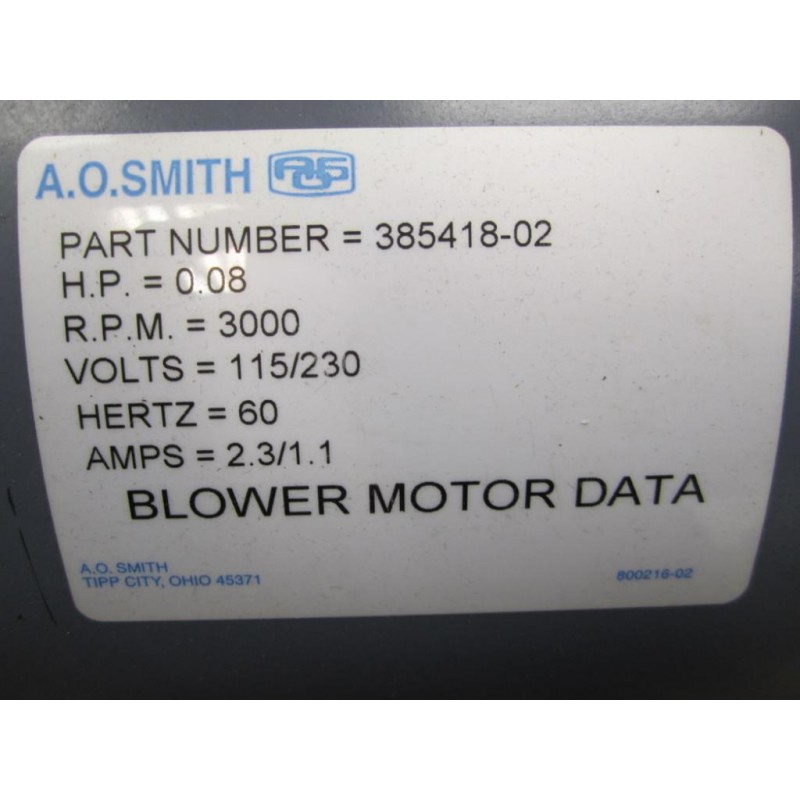 A.O.SMITH AOS
PART NUMBER = 385418-02
H.P. = 0.08
R.P.M. = 3000
VOLTS = 115/230
HERTZ = 60
AMPS = 2.3/1.1
BLOWER MOTOR DATA
A.O. SMITH
TIPP CITY, OHIO 45371
800216-02